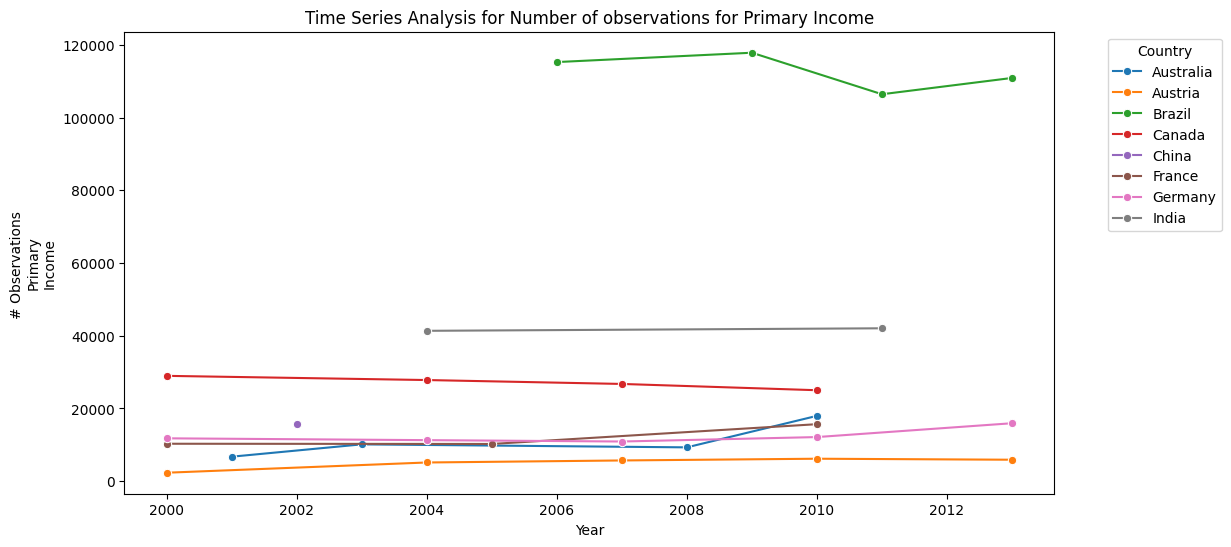 Time Series Analysis for Number of observations for Primary Income
120000
100000
80000
60000
40000
20000
0
# Observations
Primary
Income
2000
2002
2004
2006
2008
2010
2012
Year
Country
Australia
Austria
Brazil
Canada
China
France
Germany
India